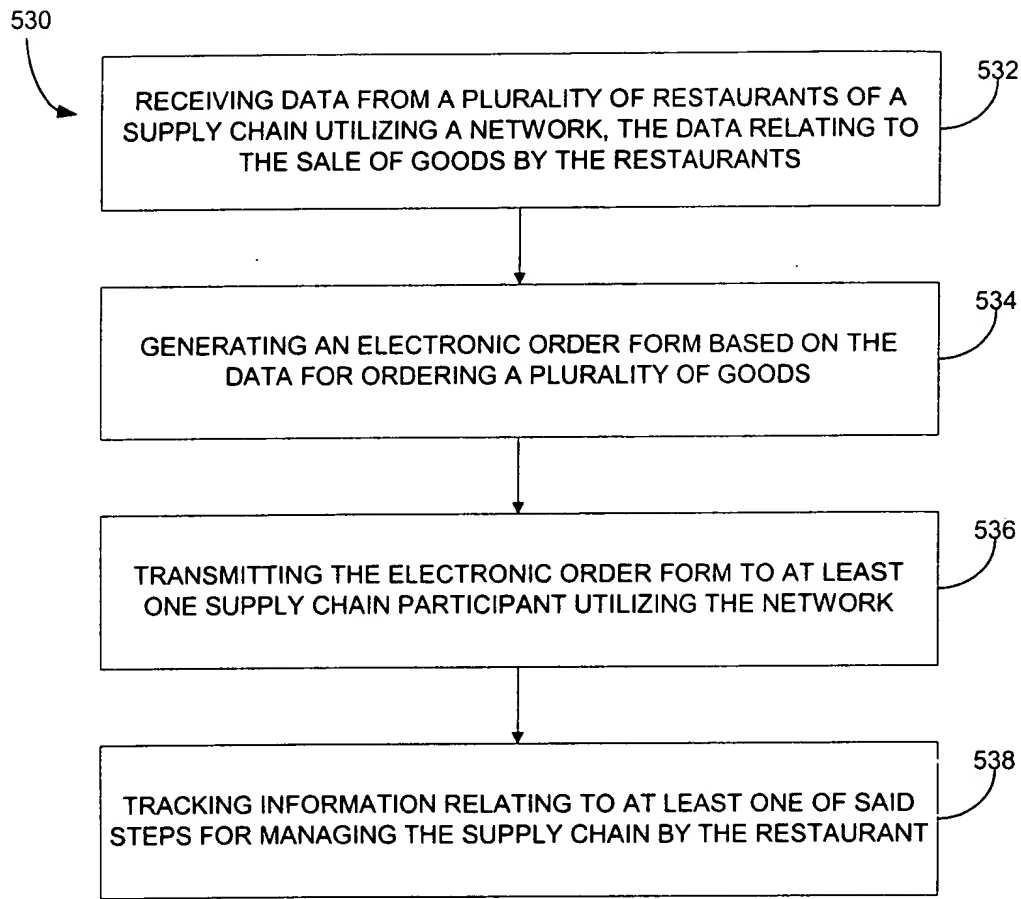 530
532
RECEIVING DATA FROM A PLURALITY OF RESTAURANTS OF A
SUPPLY CHAIN UTILIZING A NETWORK, THE DATA RELATING TO
THE SALE OF GOODS BY THE RESTAURANTS
534
GENERATING AN ELECTRONIC ORDER FORM BASED ON THE
DATA FOR ORDERING A PLURALITY OF GOODS
536
TRANSMITTING THE ELECTRONIC ORDER FORM TO AT LEAST
ONE SUPPLY CHAIN PARTICIPANT UTILIZING THE NETWORK
538
TRACKING INFORMATION RELATING TO AT LEAST ONE OF SAID
STEPS FOR MANAGING THE SUPPLY CHAIN BY THE RESTAURANT